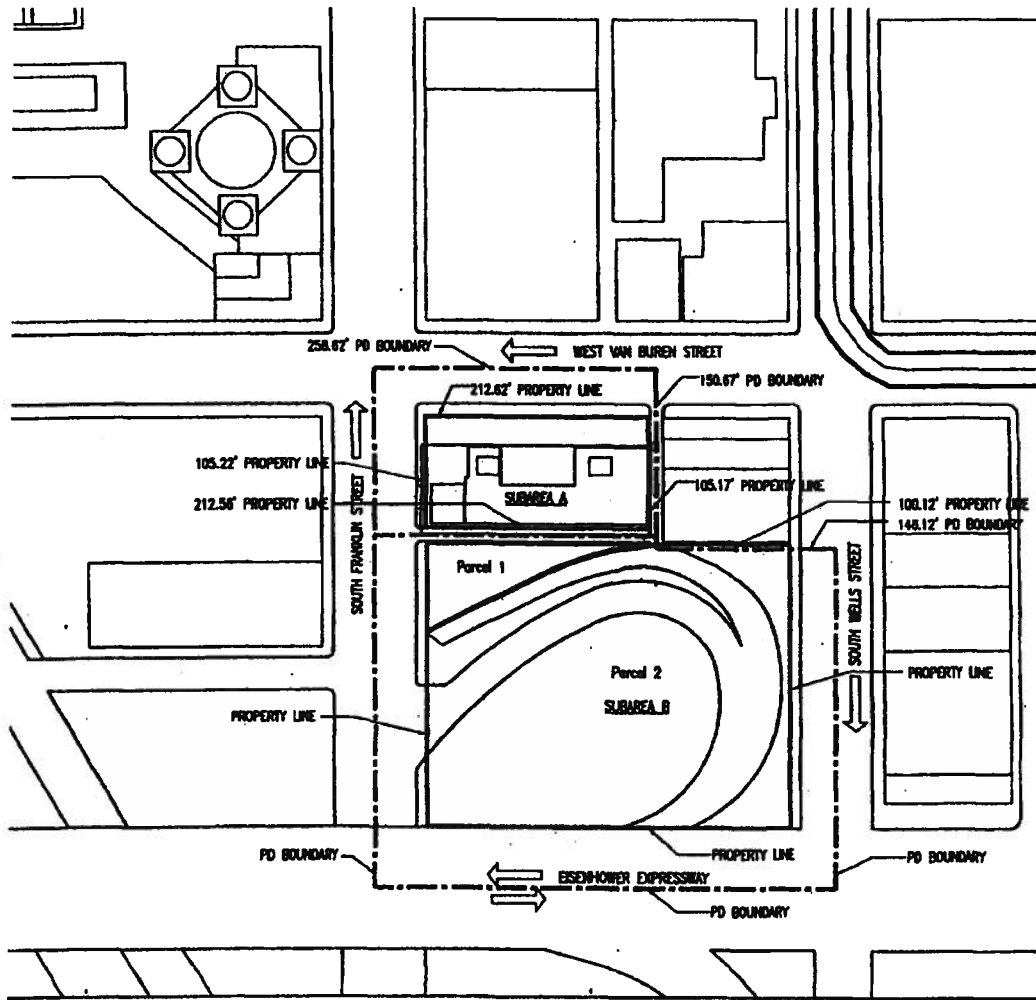 258.62' PD BOUNDARY
WEST VAN BUREN STREET
150.67' PD BOUNDARY
212.62' PROPERTY LINE
105.22' PROPERTY LINE
212.56' PROPERTY LINE
SUBAREA A
105.17' PROPERTY LINE
100.12' PROPERTY LINE
148.12' PD BOUNDARY
SOUTH FRANKLIN STREET
Parcel 1
SOUTH WELLS STREET
Parcel 2
SUBAREA B
PROPERTY LINE
PROPERTY LINE
PD BOUNDARY
PROPERTY LINE
PD BOUNDARY
EISENHOWER EXPRESSWAY
PD BOUNDARY